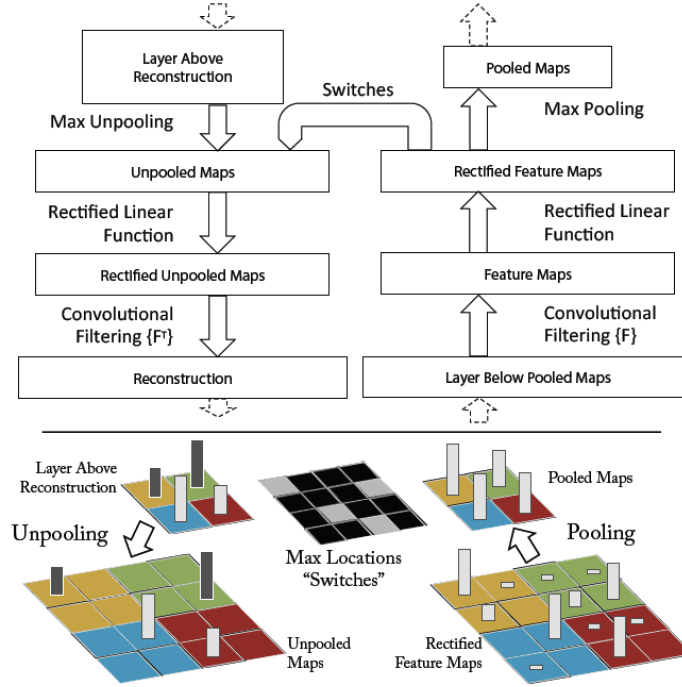 Layer Above
Reconstruction
Pooled Maps
Switches
Max Unpooling
Max Pooling
Unpooled Maps
Rectified Feature Maps
Rectified Linear
Function
Rectified Linear
Function
Rectified Unpooled Maps
Feature Maps
Convolutional
Filtering {Fᵀ}
Convolutional
Filtering {F}
Reconstruction
Layer Below Pooled Maps
Layer Above
Reconstruction
Pooled Maps
Unpooling
Pooling
Max Locations
“Switches”
Unpooled
Maps
Rectified
Feature Maps